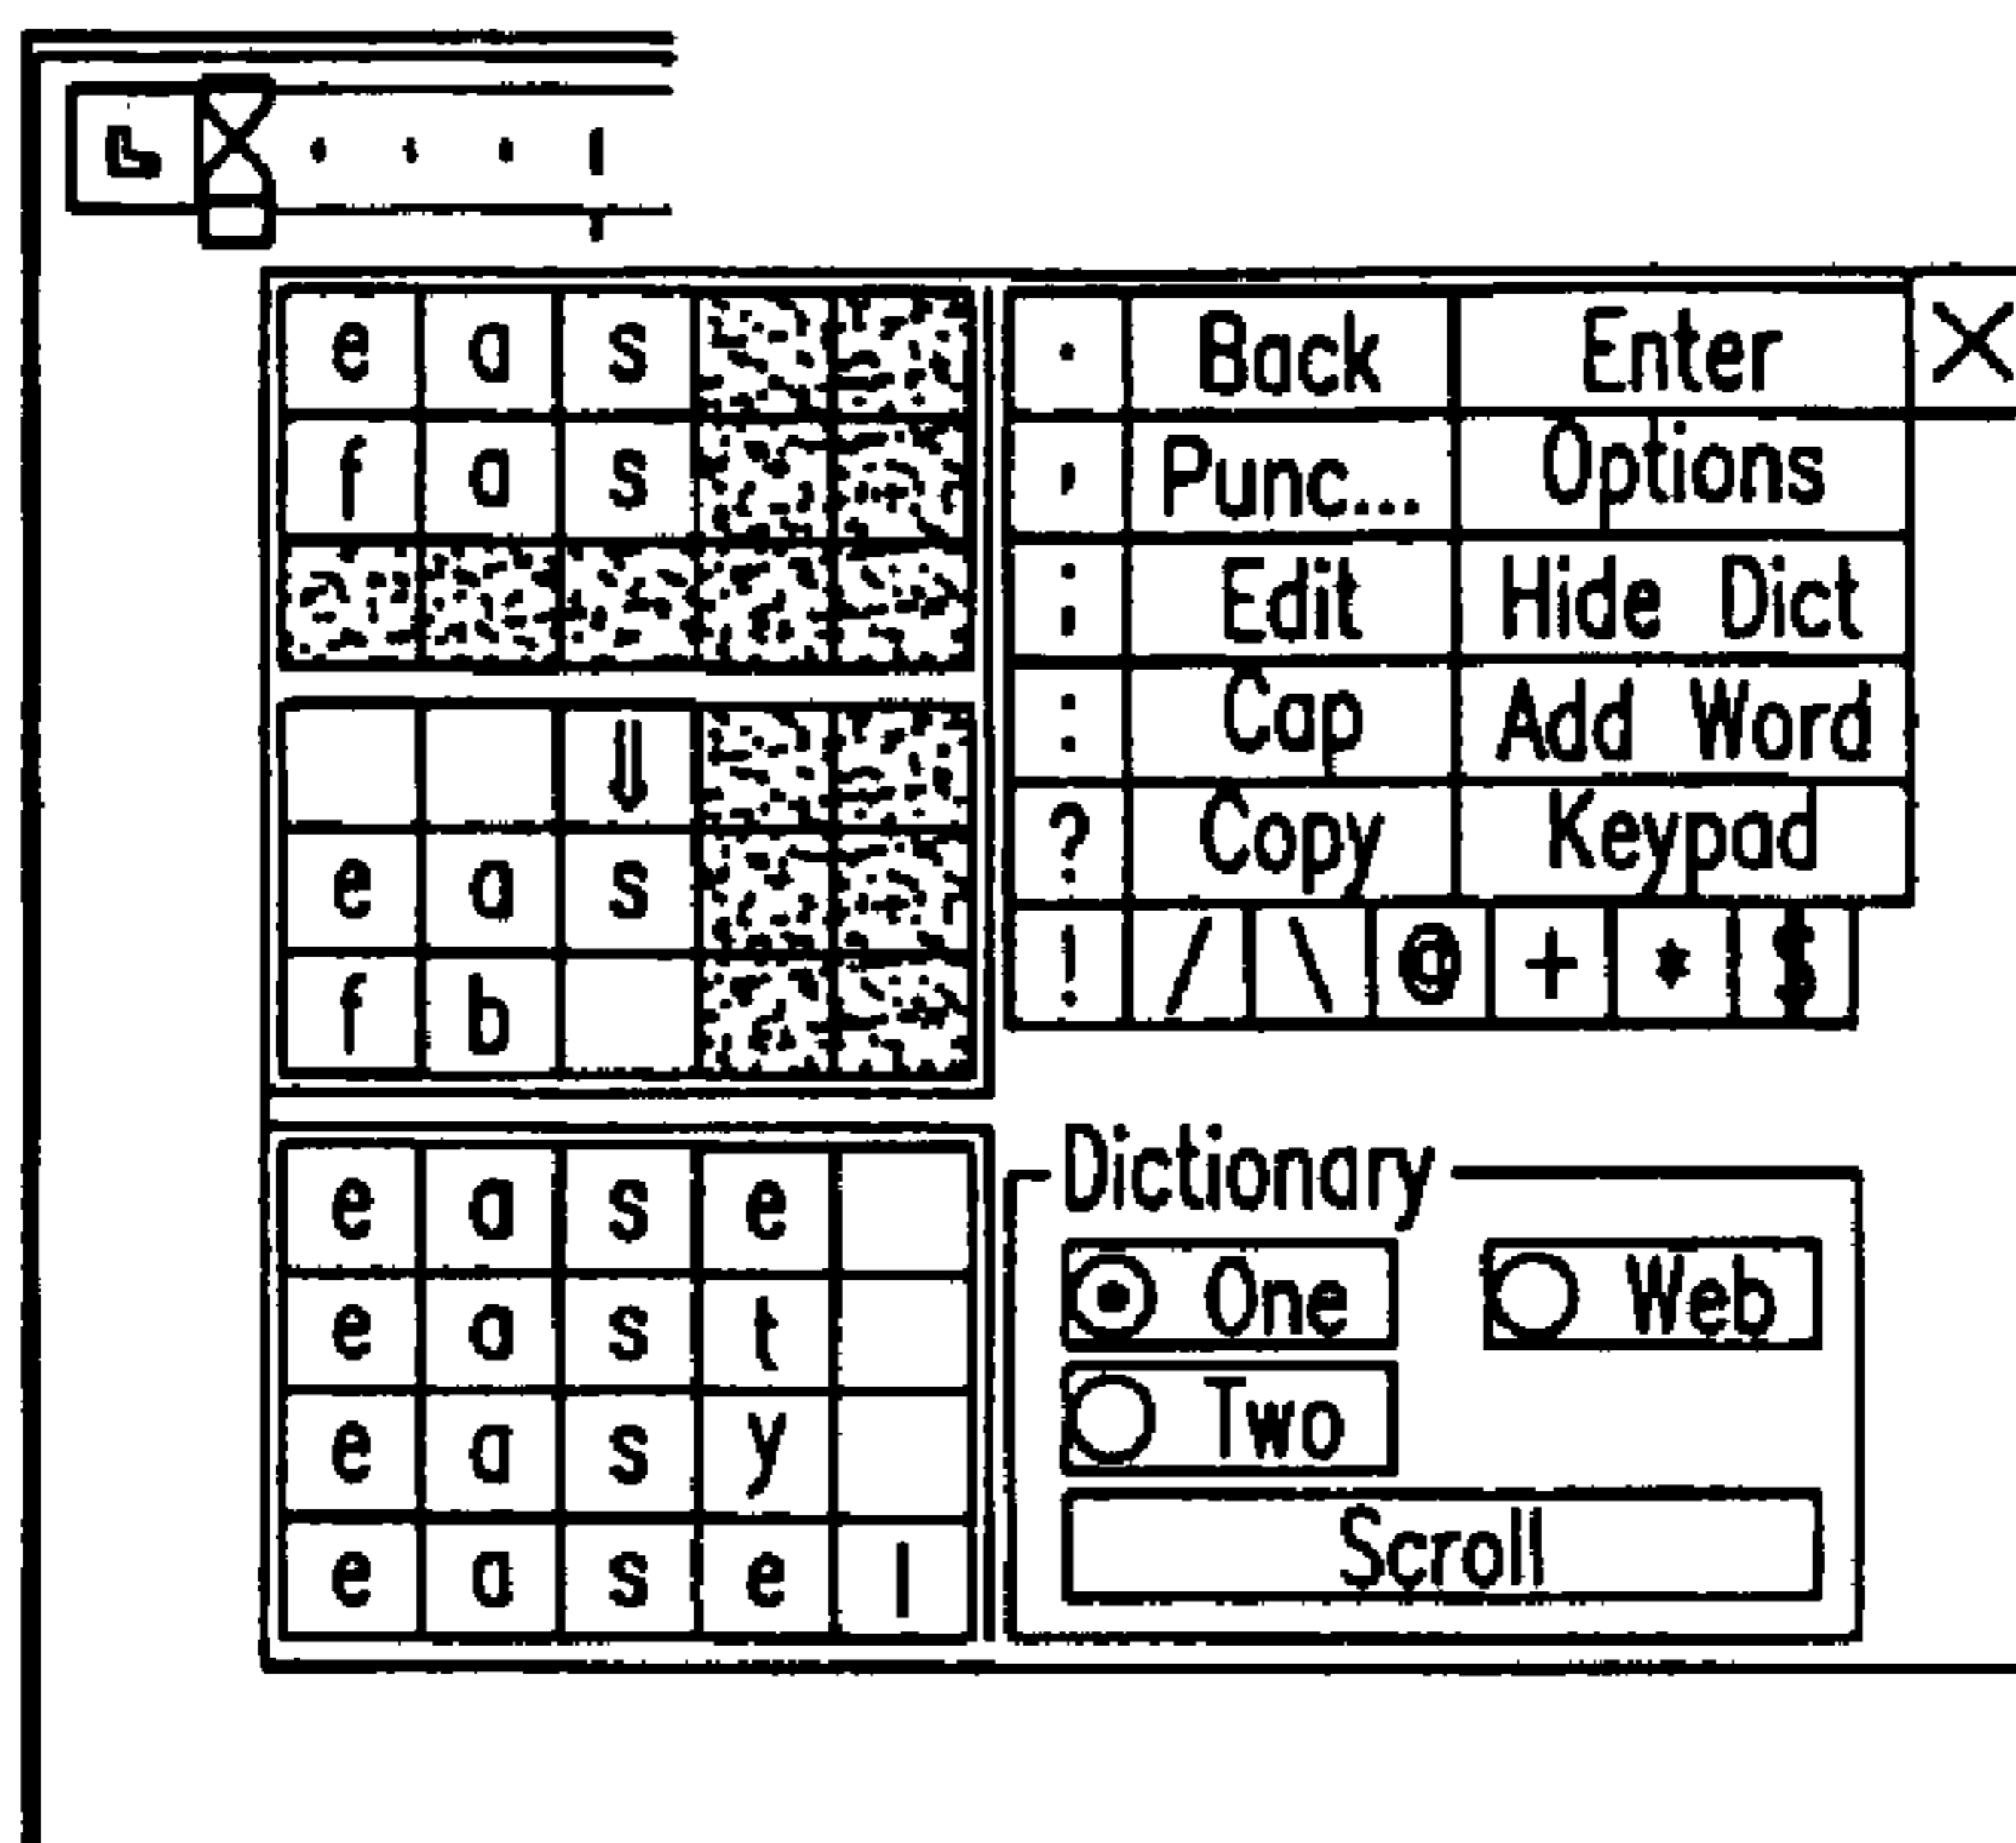 e a s . Back Enter X
f a s , Punc... Options
; Edit Hide Dict
⇓ : Cap Add Word
e a s ? Copy Keypad
f b ! / \ @ + * $
Dictionary
e a s e One Web
e a s t Two
e a s y Scroll
e a s e l